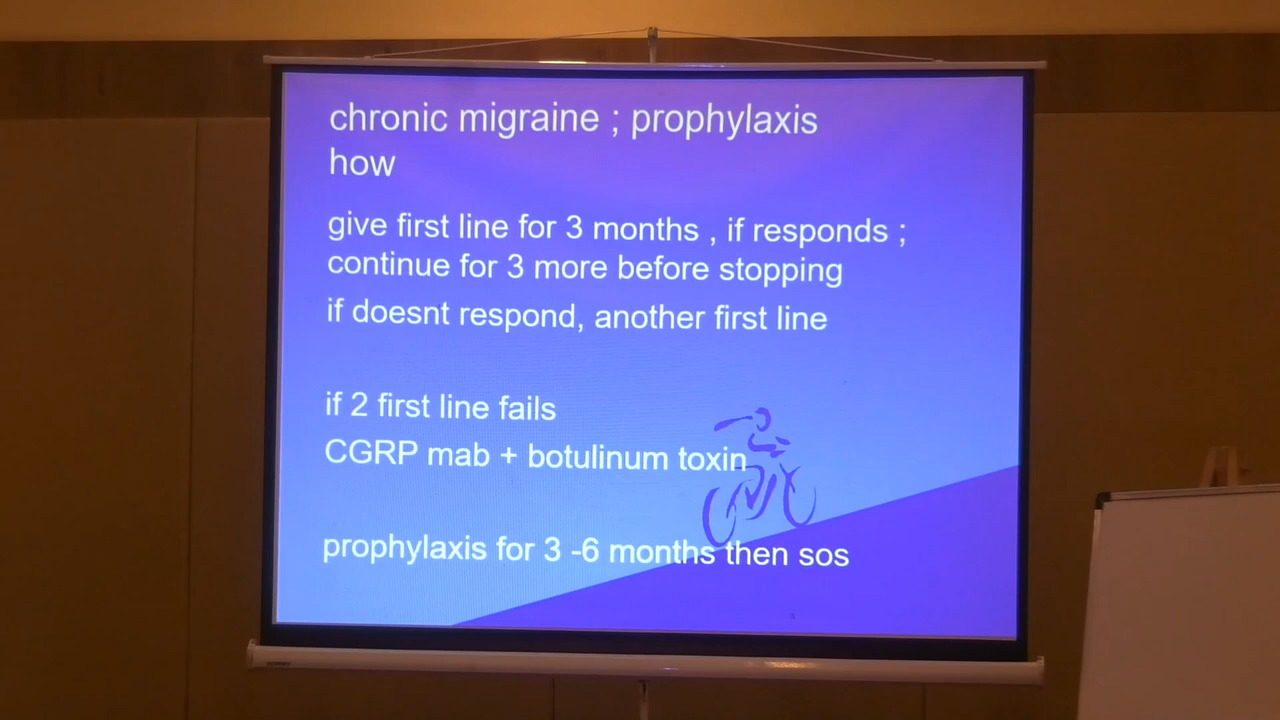 chronic migraine ; prophylaxis
how
give first line for 3 months , if responds ;
continue for 3 more before stopping
if doesnt respond, another first line
if 2 first line fails
CGRP mab + botulinum toxin
prophylaxis for 3 -6 months then sos